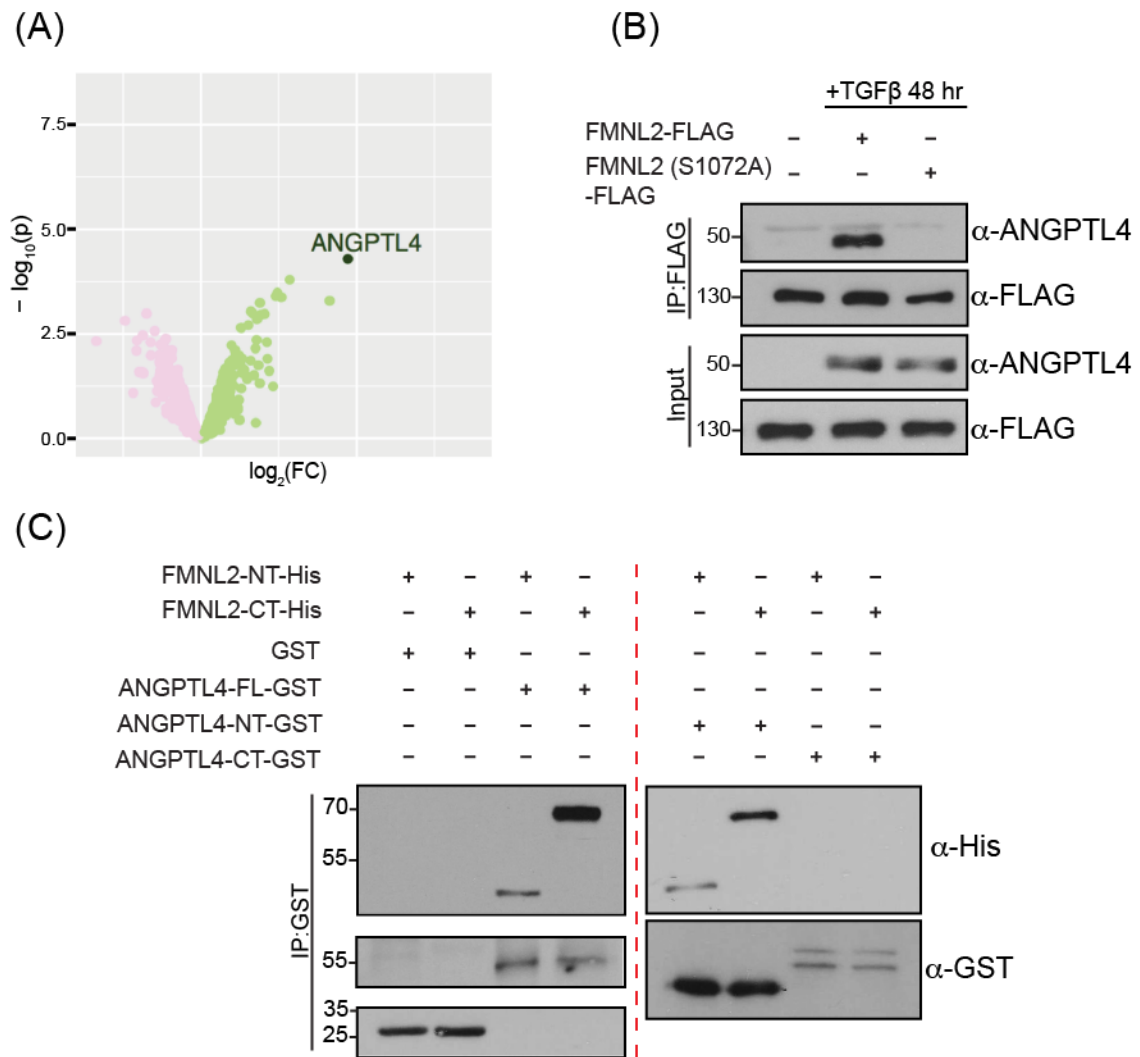 (A)
7.5
5.0
2.5
0.0
− log10(p)
ANGPTL4
log2(FC)
(B)
+TGFβ 48 hr
FMNL2-FLAG – + –
FMNL2 (S1072A) – – +
-FLAG
IP:FLAG
50 α-ANGPTL4
130 α-FLAG
Input
50 α-ANGPTL4
130 α-FLAG
(C)
FMNL2-NT-His + – + – + – + –
FMNL2-CT-His – + – + – + – +
GST + + – – – – – –
ANGPTL4-FL-GST – – + + – – – –
ANGPTL4-NT-GST – – – – + + – –
ANGPTL4-CT-GST – – – – – – + +
IP:GST
70
55
α-His
55
α-GST
35
25